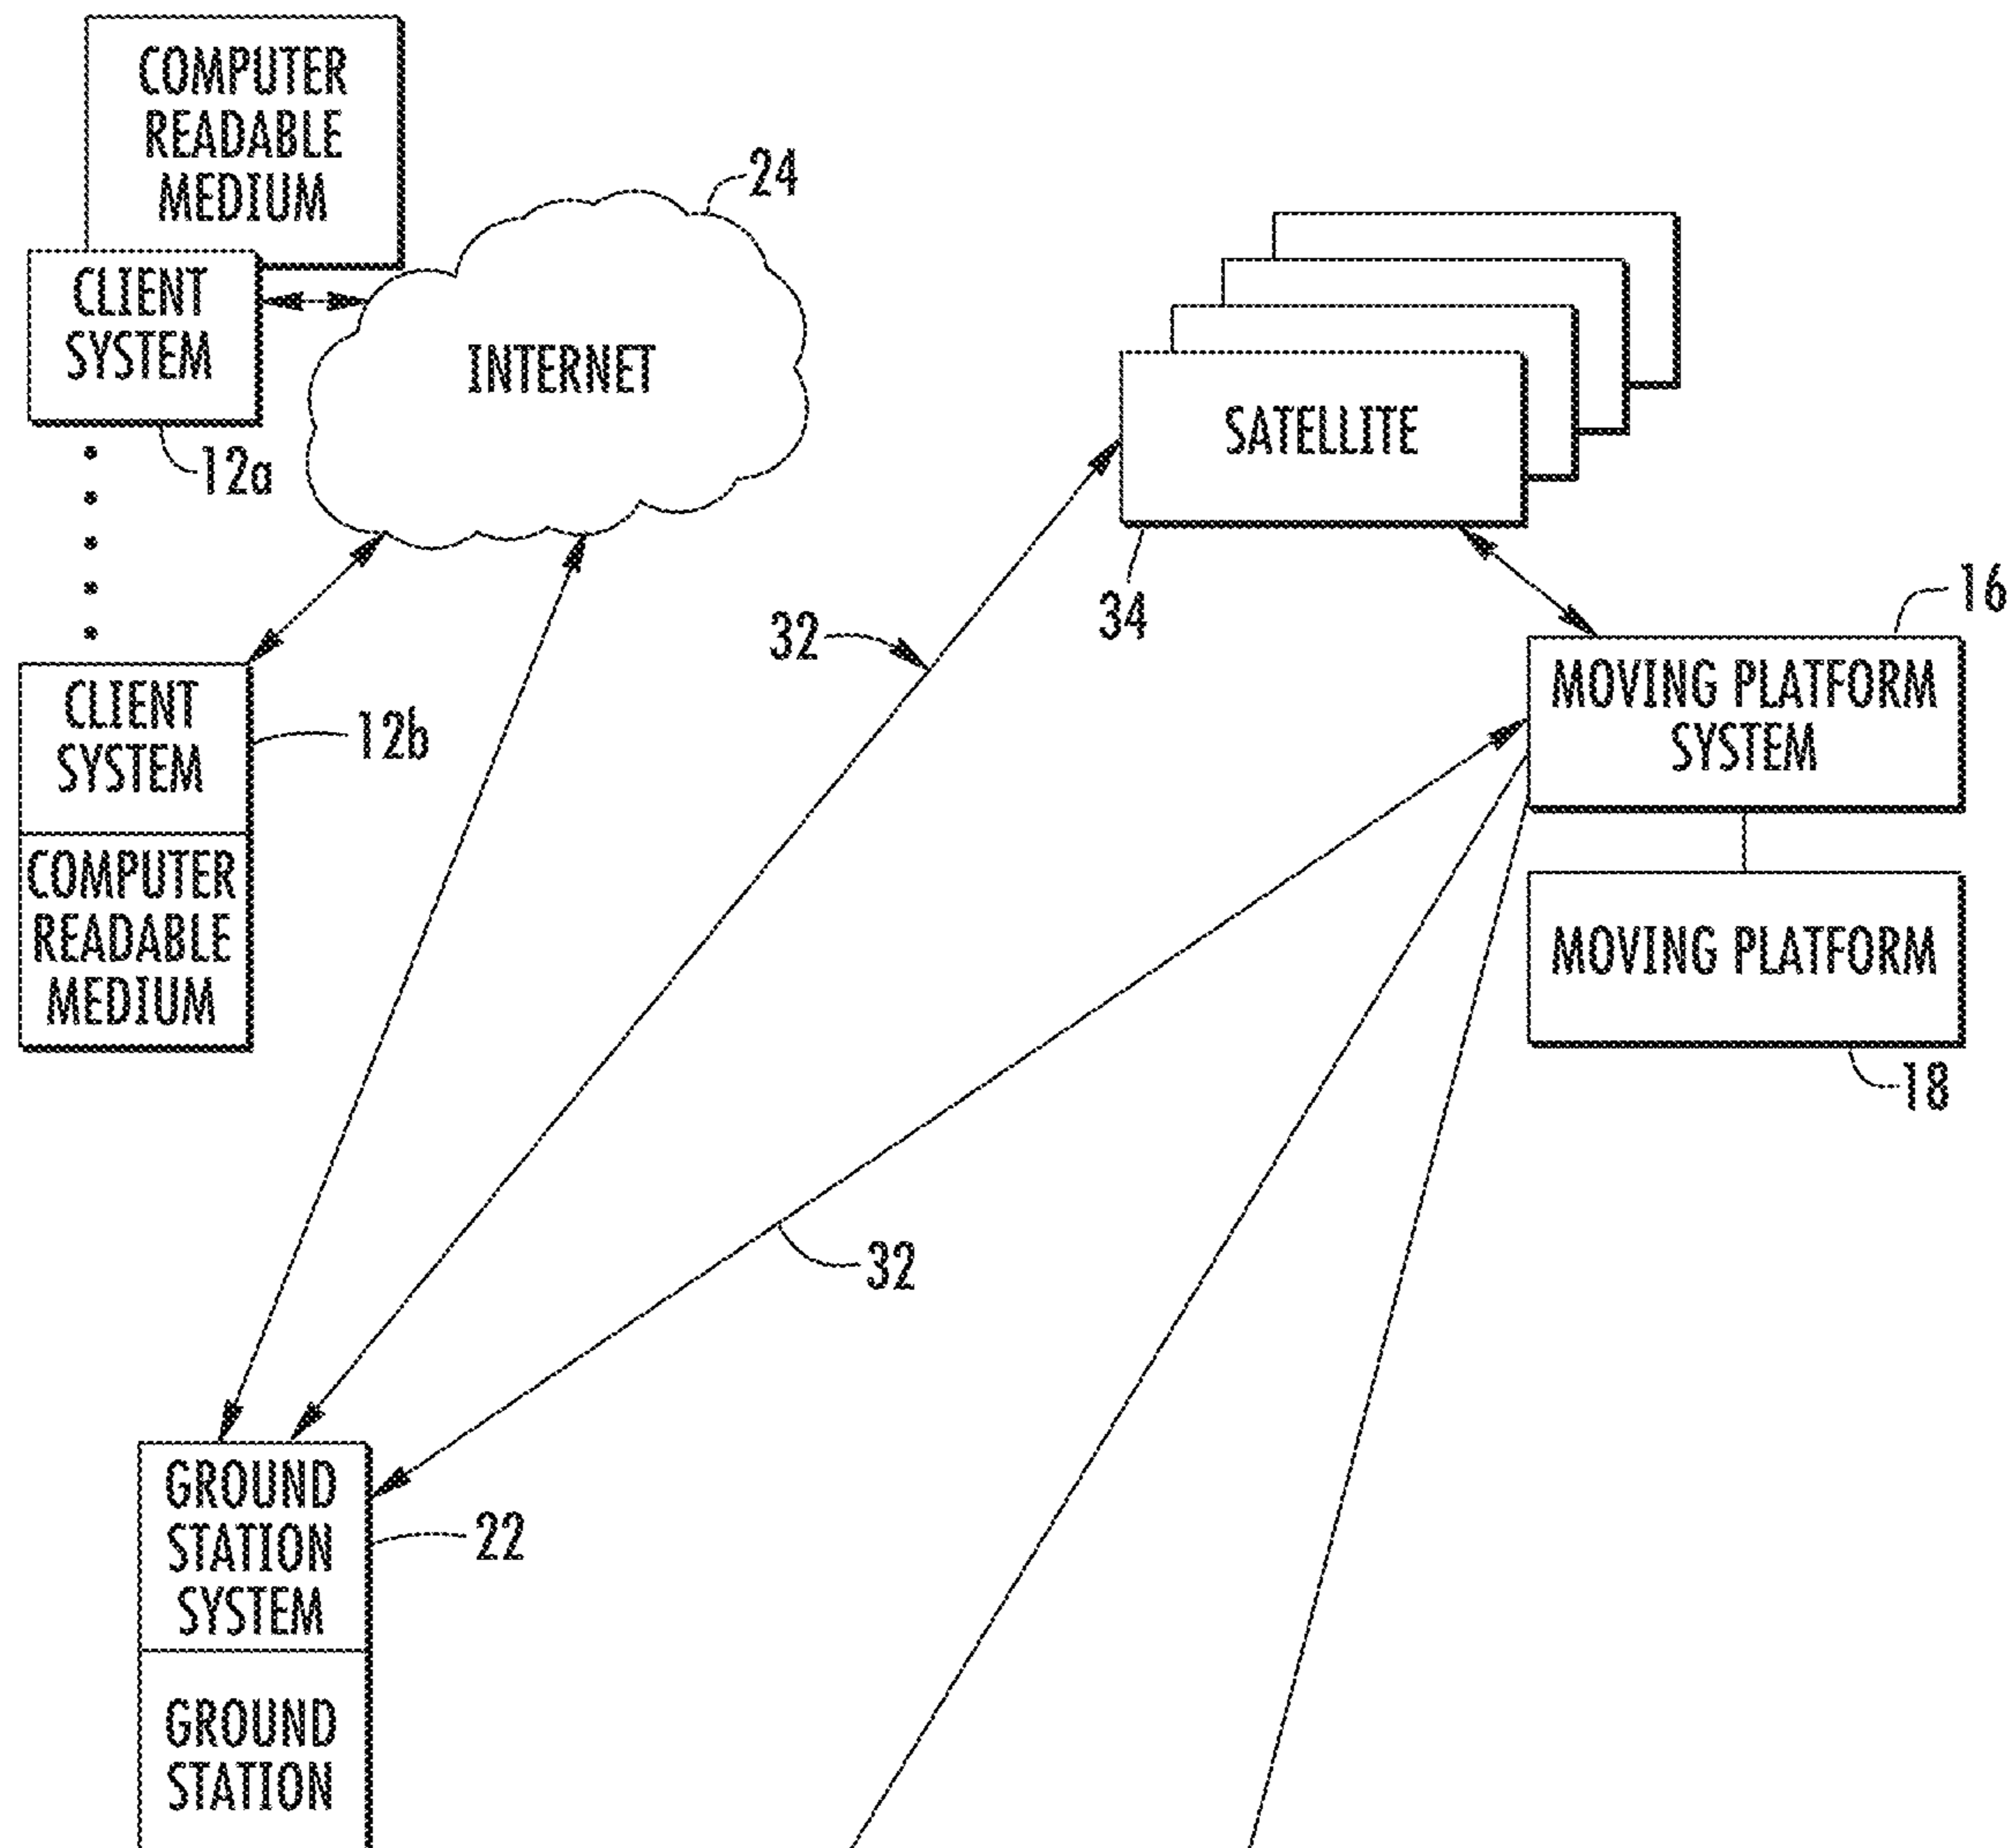 COMPUTER
READABLE
MEDIUM
CLIENT
SYSTEM
12a
INTERNET
24
SATELLITE
34
32
16
MOVING PLATFORM
SYSTEM
MOVING PLATFORM
18
CLIENT
SYSTEM
12b
COMPUTER
READABLE
MEDIUM
32
GROUND
STATION
SYSTEM
22
GROUND
STATION